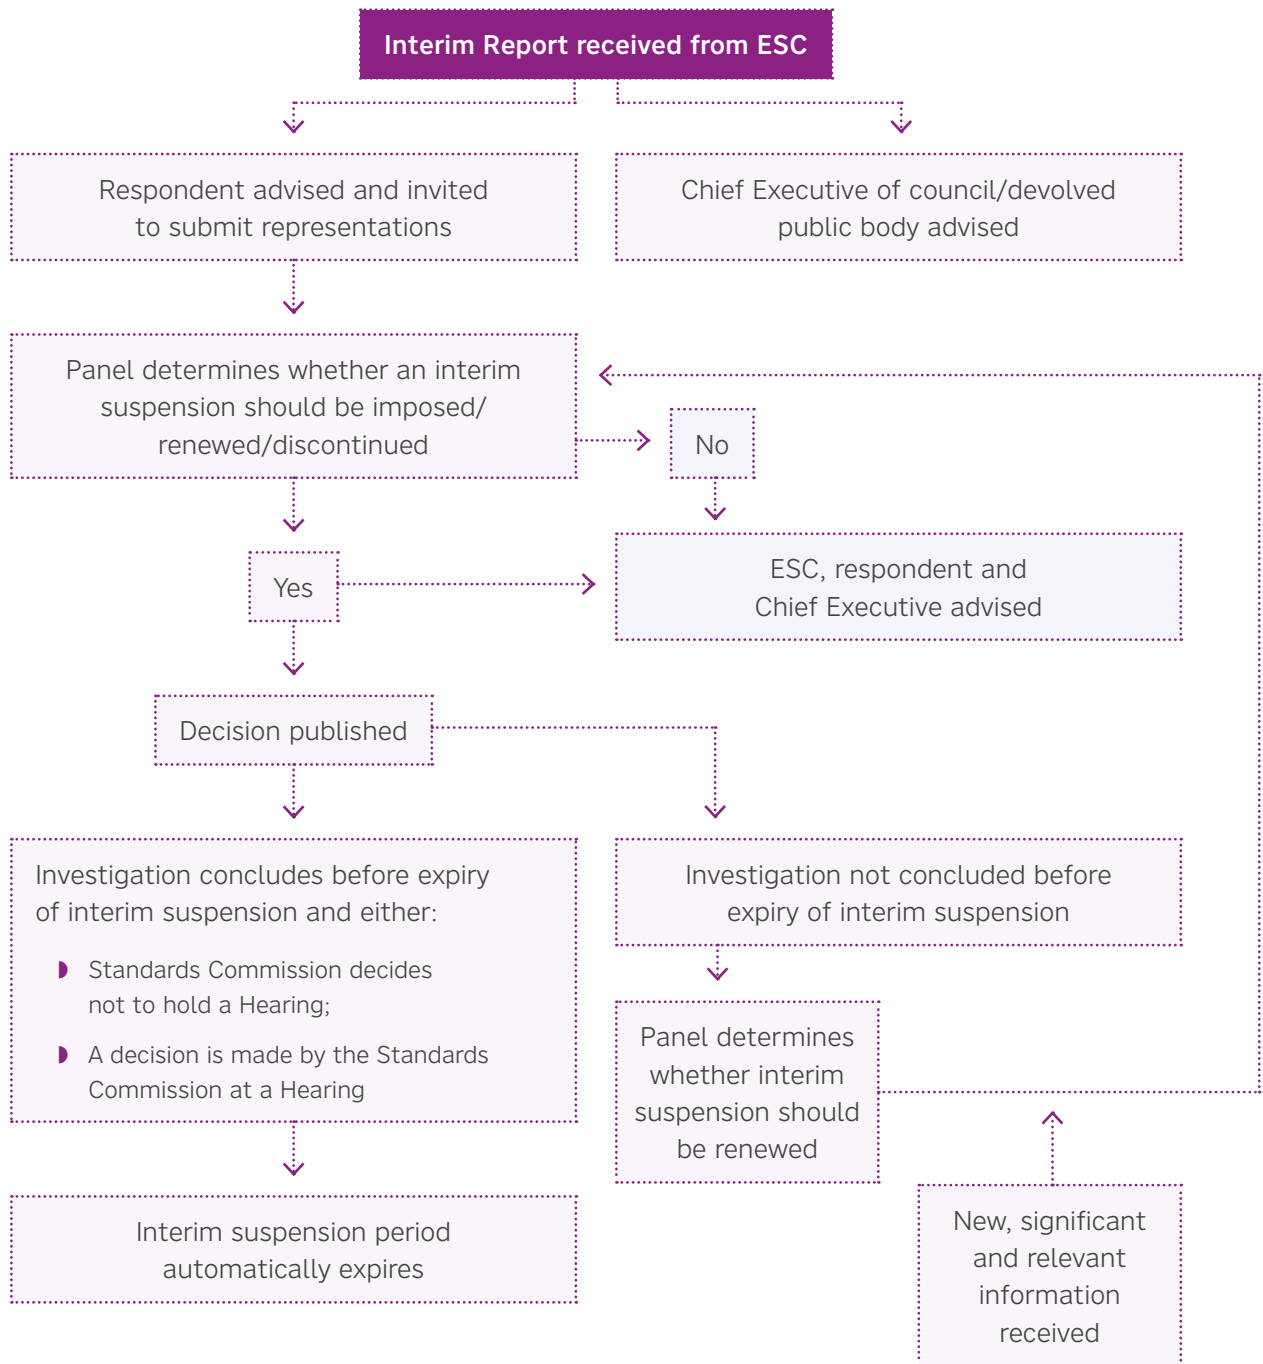 Interim Report received from ESC
Respondent advised and invited
to submit representations
Chief Executive of council/devolved
public body advised
Panel determines whether an interim
suspension should be imposed/
renewed/discontinued
No
Yes
ESC, respondent and
Chief Executive advised
Decision published
Investigation concludes before expiry
of interim suspension and either:
Standards Commission decides
not to hold a Hearing;
A decision is made by the Standards
Commission at a Hearing
Investigation not concluded before
expiry of interim suspension
Panel determines
whether interim
suspension should
be renewed
Interim suspension period
automatically expires
New, significant
and relevant
information
received